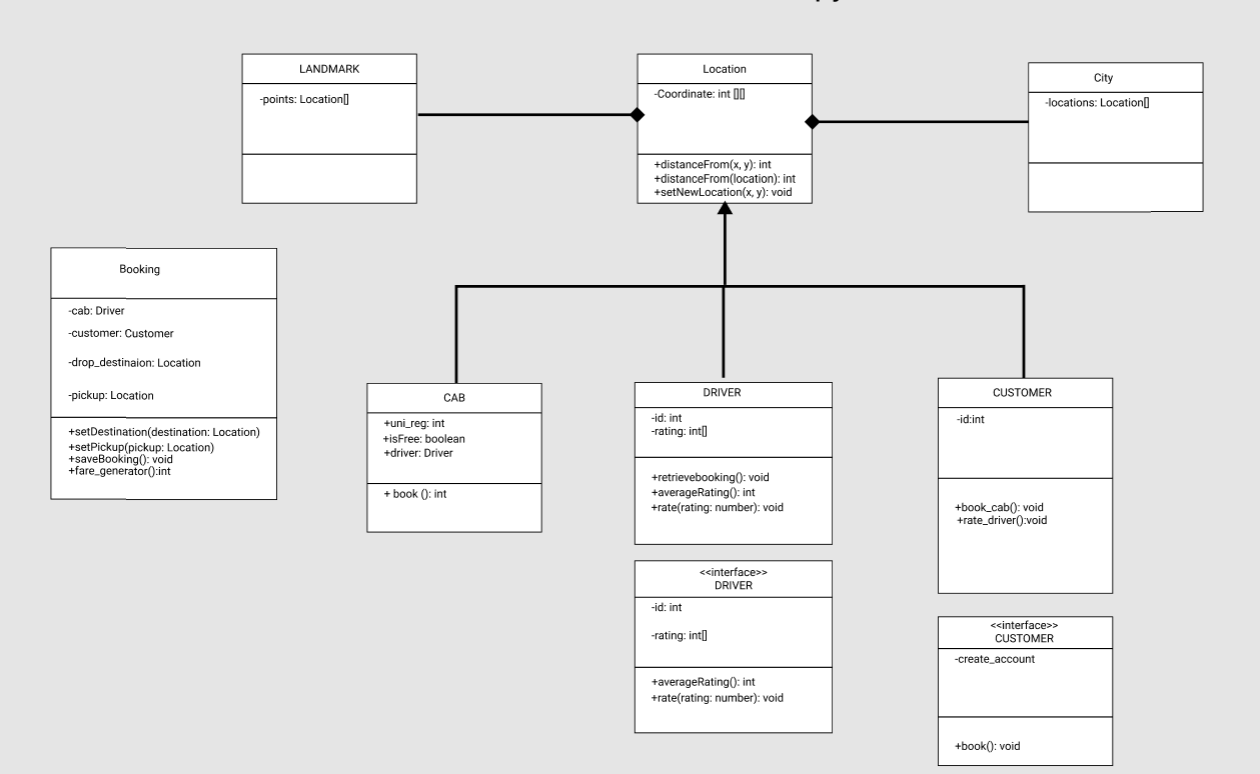 LANDMARK
-points: Location[]
Location
-Coordinate: int [][]
+distanceFrom(x, y): int
+distanceFrom(location): int
+setNewLocation(x, y): void
City
-locations: Location[]
Booking
-cab: Driver
-customer: Customer
-drop_destinaion: Location
-pickup: Location
+setDestination(destination: Location)
+setPickup(pickup: Location)
+saveBooking(): void
+fare_generator():int
CAB
+uni_reg: int
+isFree: boolean
+driver: Driver
+ book (): int
DRIVER
-id: int
-rating: int[]
+retrievebooking(): void
+averageRating(): int
+rate(rating: number): void
CUSTOMER
-id:int
+book_cab(): void
+rate_driver():void
<<interface>>
DRIVER
-id: int
-rating: int[]
+averageRating(): int
+rate(rating: number): void
<<interface>>
CUSTOMER
-create_account
+book(): void